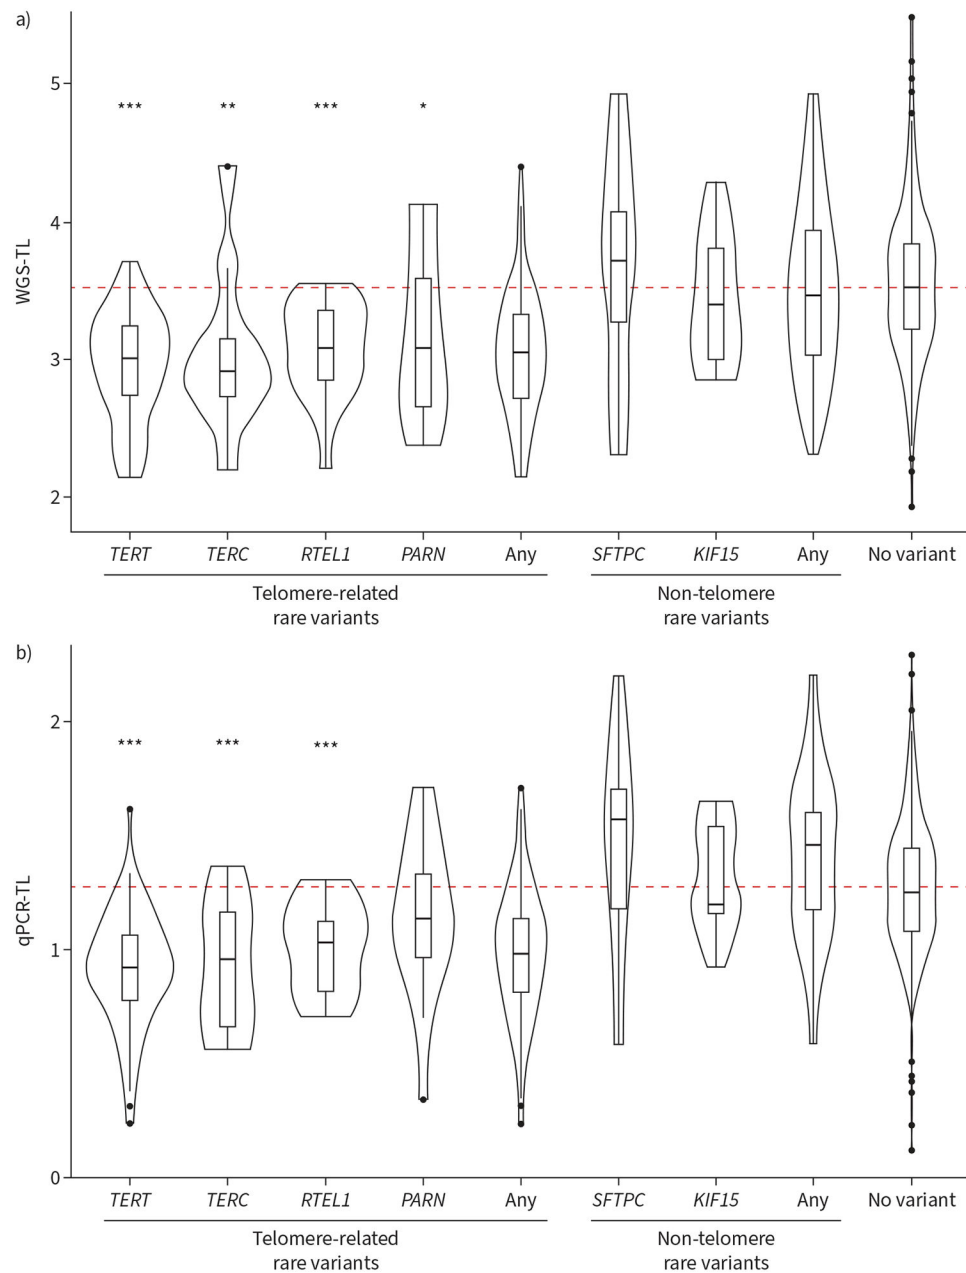 a)
5
4
3
2
WGS-TL
*** ** *** *
TERT TERC RTEL1 PARN Any SFTPC KIF15 Any No variant
Telomere-related Non-telomere
rare variants rare variants
b)
2
1
0
qPCR-TL
*** *** ***
TERT TERC RTEL1 PARN Any SFTPC KIF15 Any No variant
Telomere-related Non-telomere
rare variants rare variants